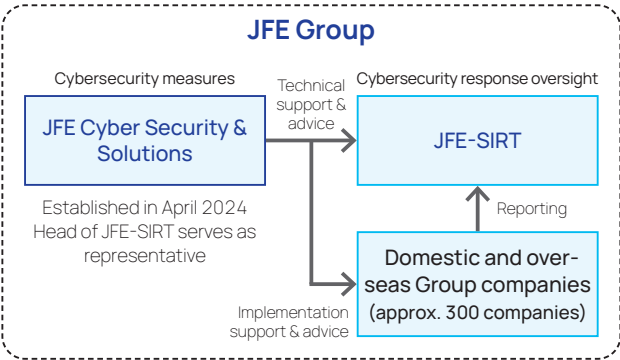 JFE Group
Cybersecurity measures
JFE Cyber Security &
Solutions
Established in April 2024
Head of JFE-SIRT serves as
representative
Technical
support &
advice
Cybersecurity response oversight
JFE-SIRT
Reporting
Domestic and over-
seas Group companies
(approx. 300 companies)
Implementation
support & advice